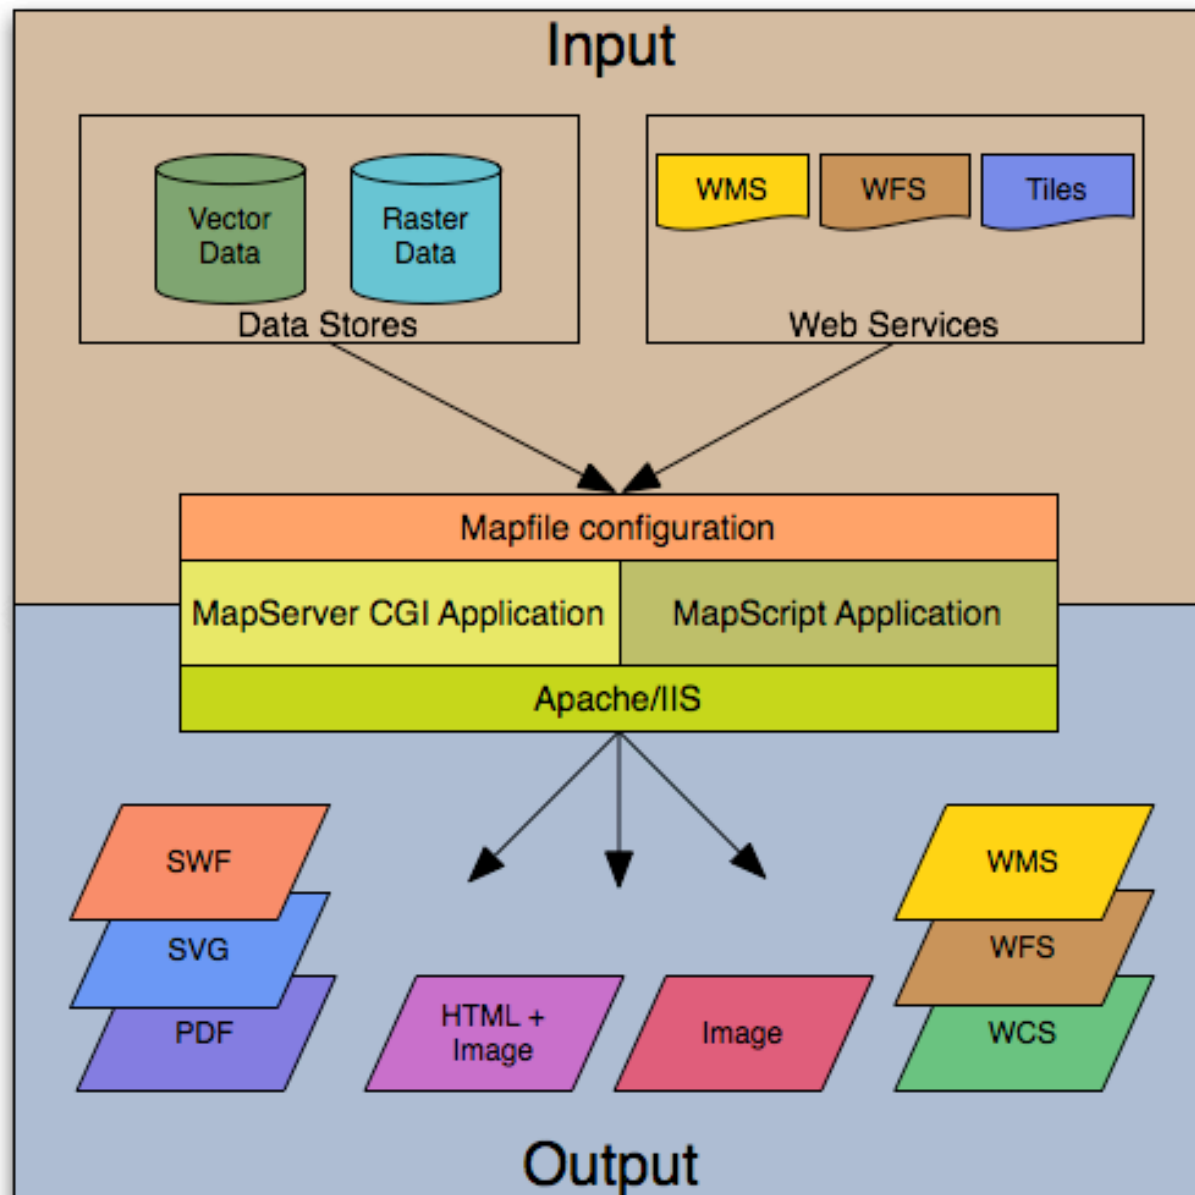 Input
Vector
Data
Raster
Data
Data Stores
WMS
WFS
Tiles
Web Services
Mapfile configuration
MapServer CGI Application
MapScript Application
Apache/IIS
SWF
SVG
PDF
HTML +
Image
Image
WMS
WFS
WCS
Output